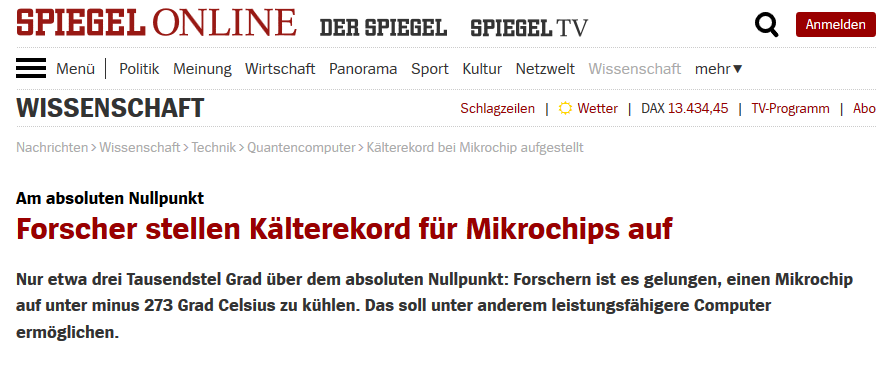 SPIEGEL ONLINE DER SPIEGEL SPIEGEL TV Anmelden
Menü Politik Meinung Wirtschaft Panorama Sport Kultur Netzwelt Wissenschaft mehr▼
WISSENSCHAFT Schlagzeilen | Wetter | DAX 13.434,45 | TV-Programm | Abo
Nachrichten > Wissenschaft > Technik > Quantencomputer > Kälterekord bei Mikrochip aufgestellt
Am absoluten Nullpunkt
Forscher stellen Kälterekord für Mikrochips auf
Nur etwa drei Tausendstel Grad über dem absoluten Nullpunkt: Forschern ist es gelungen, einen Mikrochip
auf unter minus 273 Grad Celsius zu kühlen. Das soll unter anderem leistungsfähigere Computer
ermöglichen.